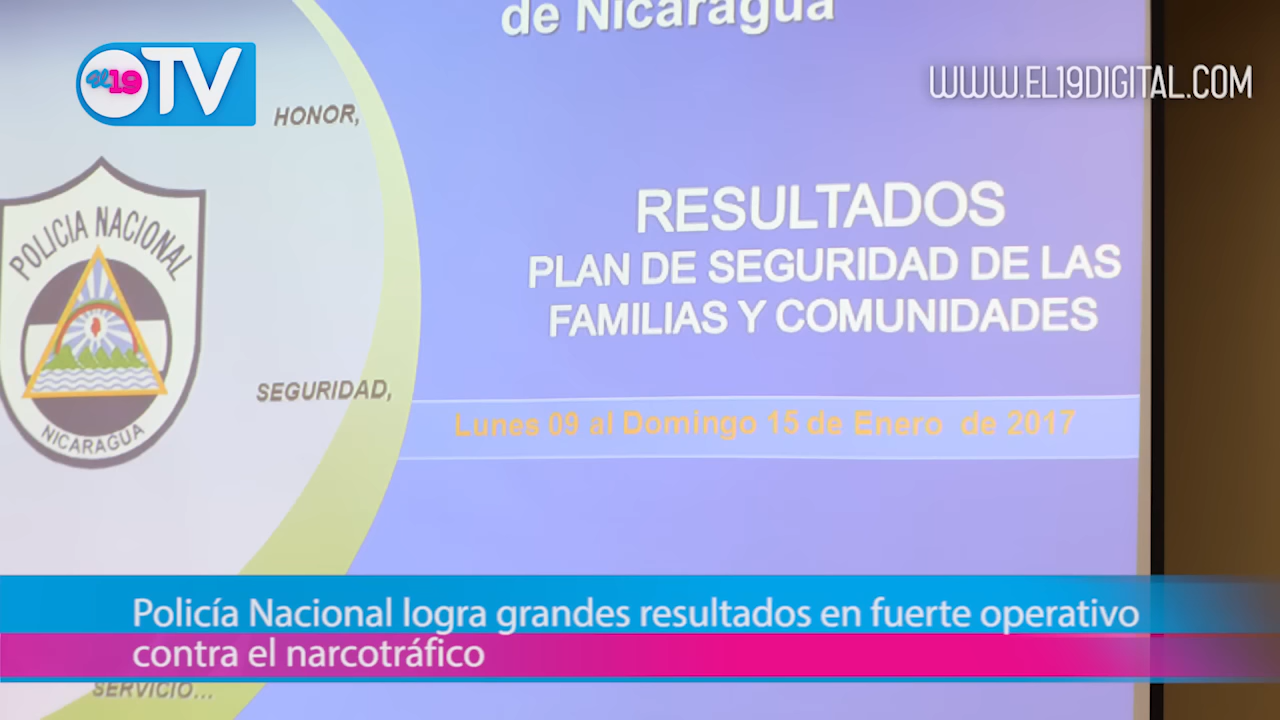 de Nicaragua
El 19 TV
WWW.EL19DIGITAL.COM
HONOR,
POLICIA NACIONAL
NICARAGUA
RESULTADOS
PLAN DE SEGURIDAD DE LAS
FAMILIAS Y COMUNIDADES
SEGURIDAD,
Lunes 09 al Domingo 15 de Enero de 2017
Policía Nacional logra grandes resultados en fuerte operativo
contra el narcotráfico
SERVICIO...